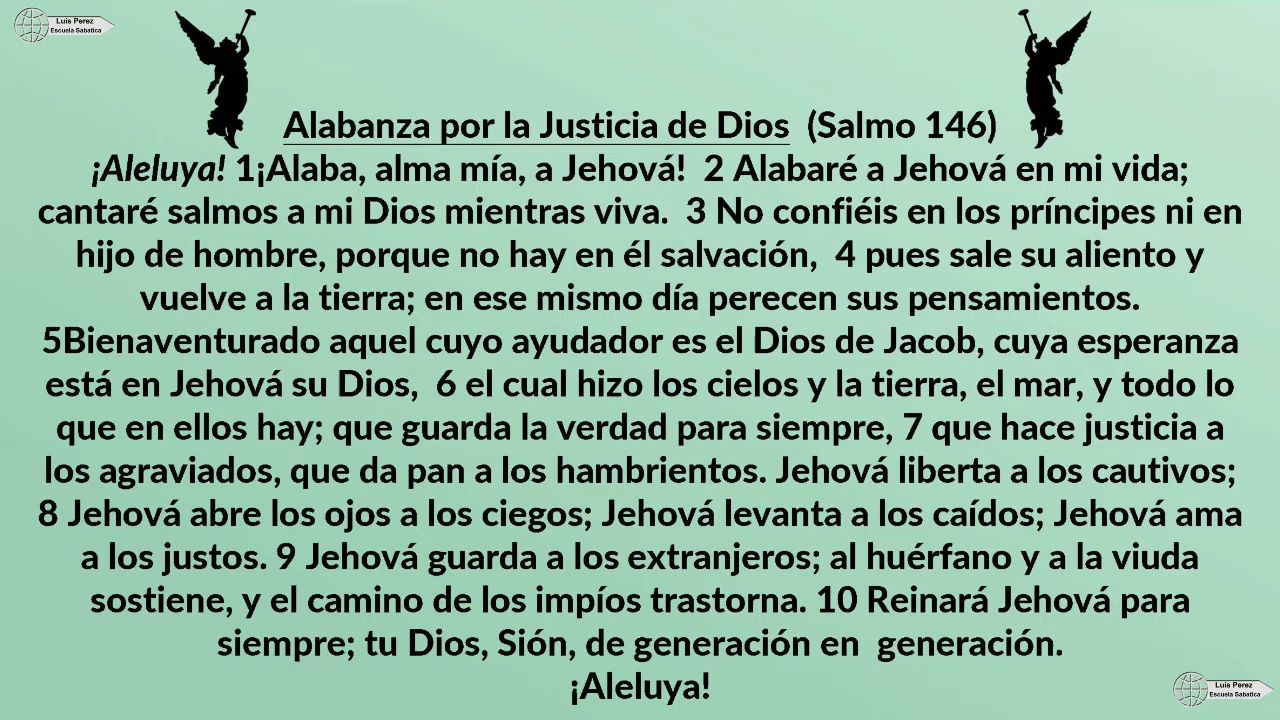 Luis Perez
Escuela Sabatica
Alabanza por la Justicia de Dios (Salmo 146)
¡Aleluya! 1¡Alaba, alma mía, a Jehová! 2 Alabaré a Jehová en mi vida;
cantaré salmos a mi Dios mientras viva. 3 No confiéis en los príncipes ni en
hijo de hombre, porque no hay en él salvación, 4 pues sale su aliento y
vuelve a la tierra; en ese mismo día perecen sus pensamientos.
5Bienaventurado aquel cuyo ayudador es el Dios de Jacob, cuya esperanza
está en Jehová su Dios, 6 el cual hizo los cielos y la tierra, el mar, y todo lo
que en ellos hay; que guarda la verdad para siempre, 7 que hace justicia a
los agraviados, que da pan a los hambrientos. Jehová liberta a los cautivos;
8 Jehová abre los ojos a los ciegos; Jehová levanta a los caídos; Jehová ama
a los justos. 9 Jehová guarda a los extranjeros; al huérfano y a la viuda
sostiene, y el camino de los impíos trastorna. 10 Reinará Jehová para
siempre; tu Dios, Sión, de generación en generación.
¡Aleluya!
Luis Perez
Escuela Sabatica